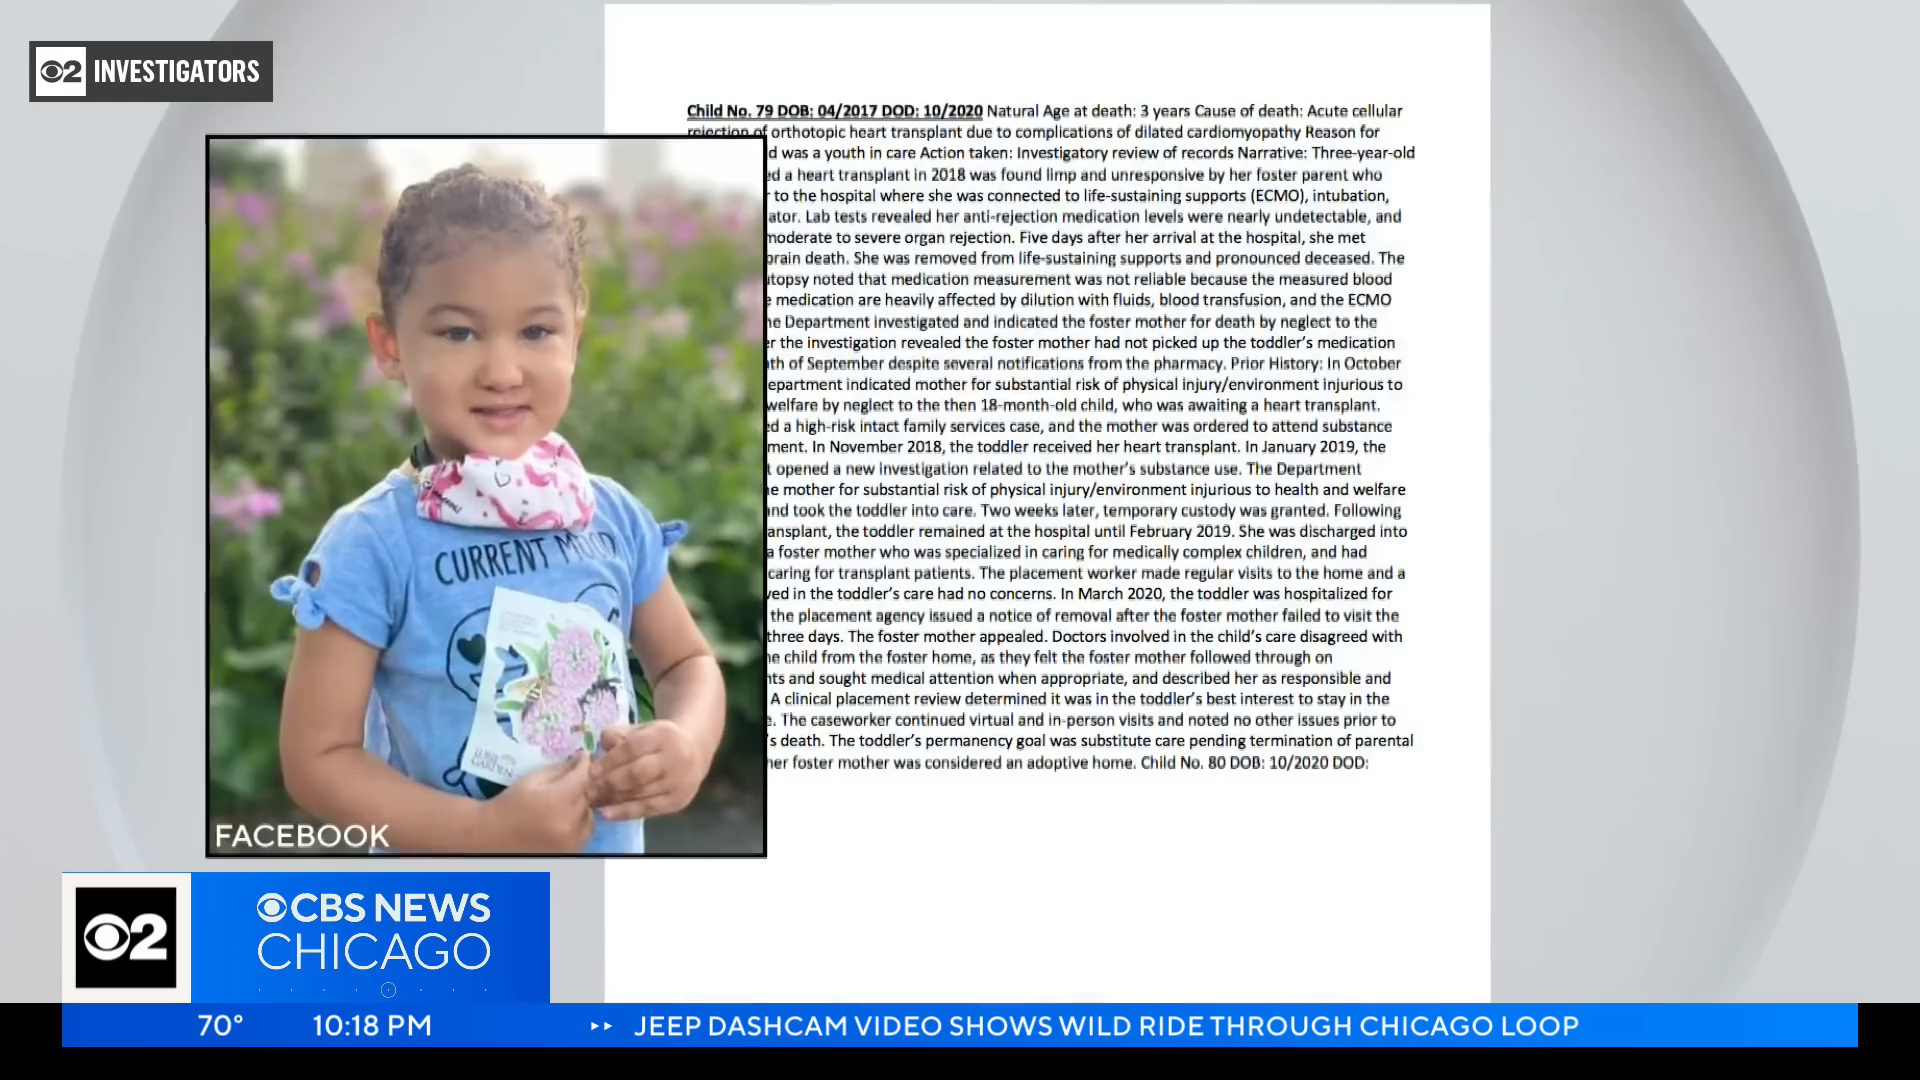 2 INVESTIGATORS
Child No. 79 DOB: 04/2017 DOD: 10/2020 Natural Age at death: 3 years Cause of death: Acute cellular
rejection of orthotopic heart transplant due to complications of dilated cardiomyopathy Reason for
d was a youth in care Action taken: Investigatory review of records Narrative: Three-year-old
ed a heart transplant in 2018 was found limp and unresponsive by her foster parent who
to the hospital where she was connected to life-sustaining supports (ECMO), intubation,
ator. Lab tests revealed her anti-rejection medication levels were nearly undetectable, and
moderate to severe organ rejection. Five days after her arrival at the hospital, she met
brain death. She was removed from life-sustaining supports and pronounced deceased. The
utopsy noted that medication measurement was not reliable because the measured blood
e medication are heavily affected by dilution with fluids, blood transfusion, and the ECMO
he Department investigated and indicated the foster mother for death by neglect to the
er the investigation revealed the foster mother had not picked up the toddler's medication
th of September despite several notifications from the pharmacy. Prior History: In October
epartment indicated mother for substantial risk of physical injury/environment injurious to
welfare by neglect to the then 18-month-old child, who was awaiting a heart transplant.
ed a high-risk intact family services case, and the mother was ordered to attend substance
ment. In November 2018, the toddler received her heart transplant. In January 2019, the
t opened a new investigation related to the mother's substance use. The Department
e mother for substantial risk of physical injury/environment injurious to health and welfare
and took the toddler into care. Two weeks later, temporary custody was granted. Following
ansplant, the toddler remained at the hospital until February 2019. She was discharged into
a foster mother who was specialized in caring for medically complex children, and had
caring for transplant patients. The placement worker made regular visits to the home and a
ved in the toddler's care had no concerns. In March 2020, the toddler was hospitalized for
the placement agency issued a notice of removal after the foster mother failed to visit the
three days. The foster mother appealed. Doctors involved in the child's care disagreed with
he child from the foster home, as they felt the foster mother followed through on
nts and sought medical attention when appropriate, and described her as responsible and
A clinical placement review determined it was in the toddler's best interest to stay in the
e. The caseworker continued virtual and in-person visits and noted no other issues prior to
's death. The toddler's permanency goal was substitute care pending termination of parental
her foster mother was considered an adoptive home. Child No. 80 DOB: 10/2020 DOD:
CURRENT MOOD
GARDEN
FACEBOOK
2
CBS NEWS
CHICAGO
70° 10:18 PM JEEP DASHCAM VIDEO SHOWS WILD RIDE THROUGH CHICAGO LOOP